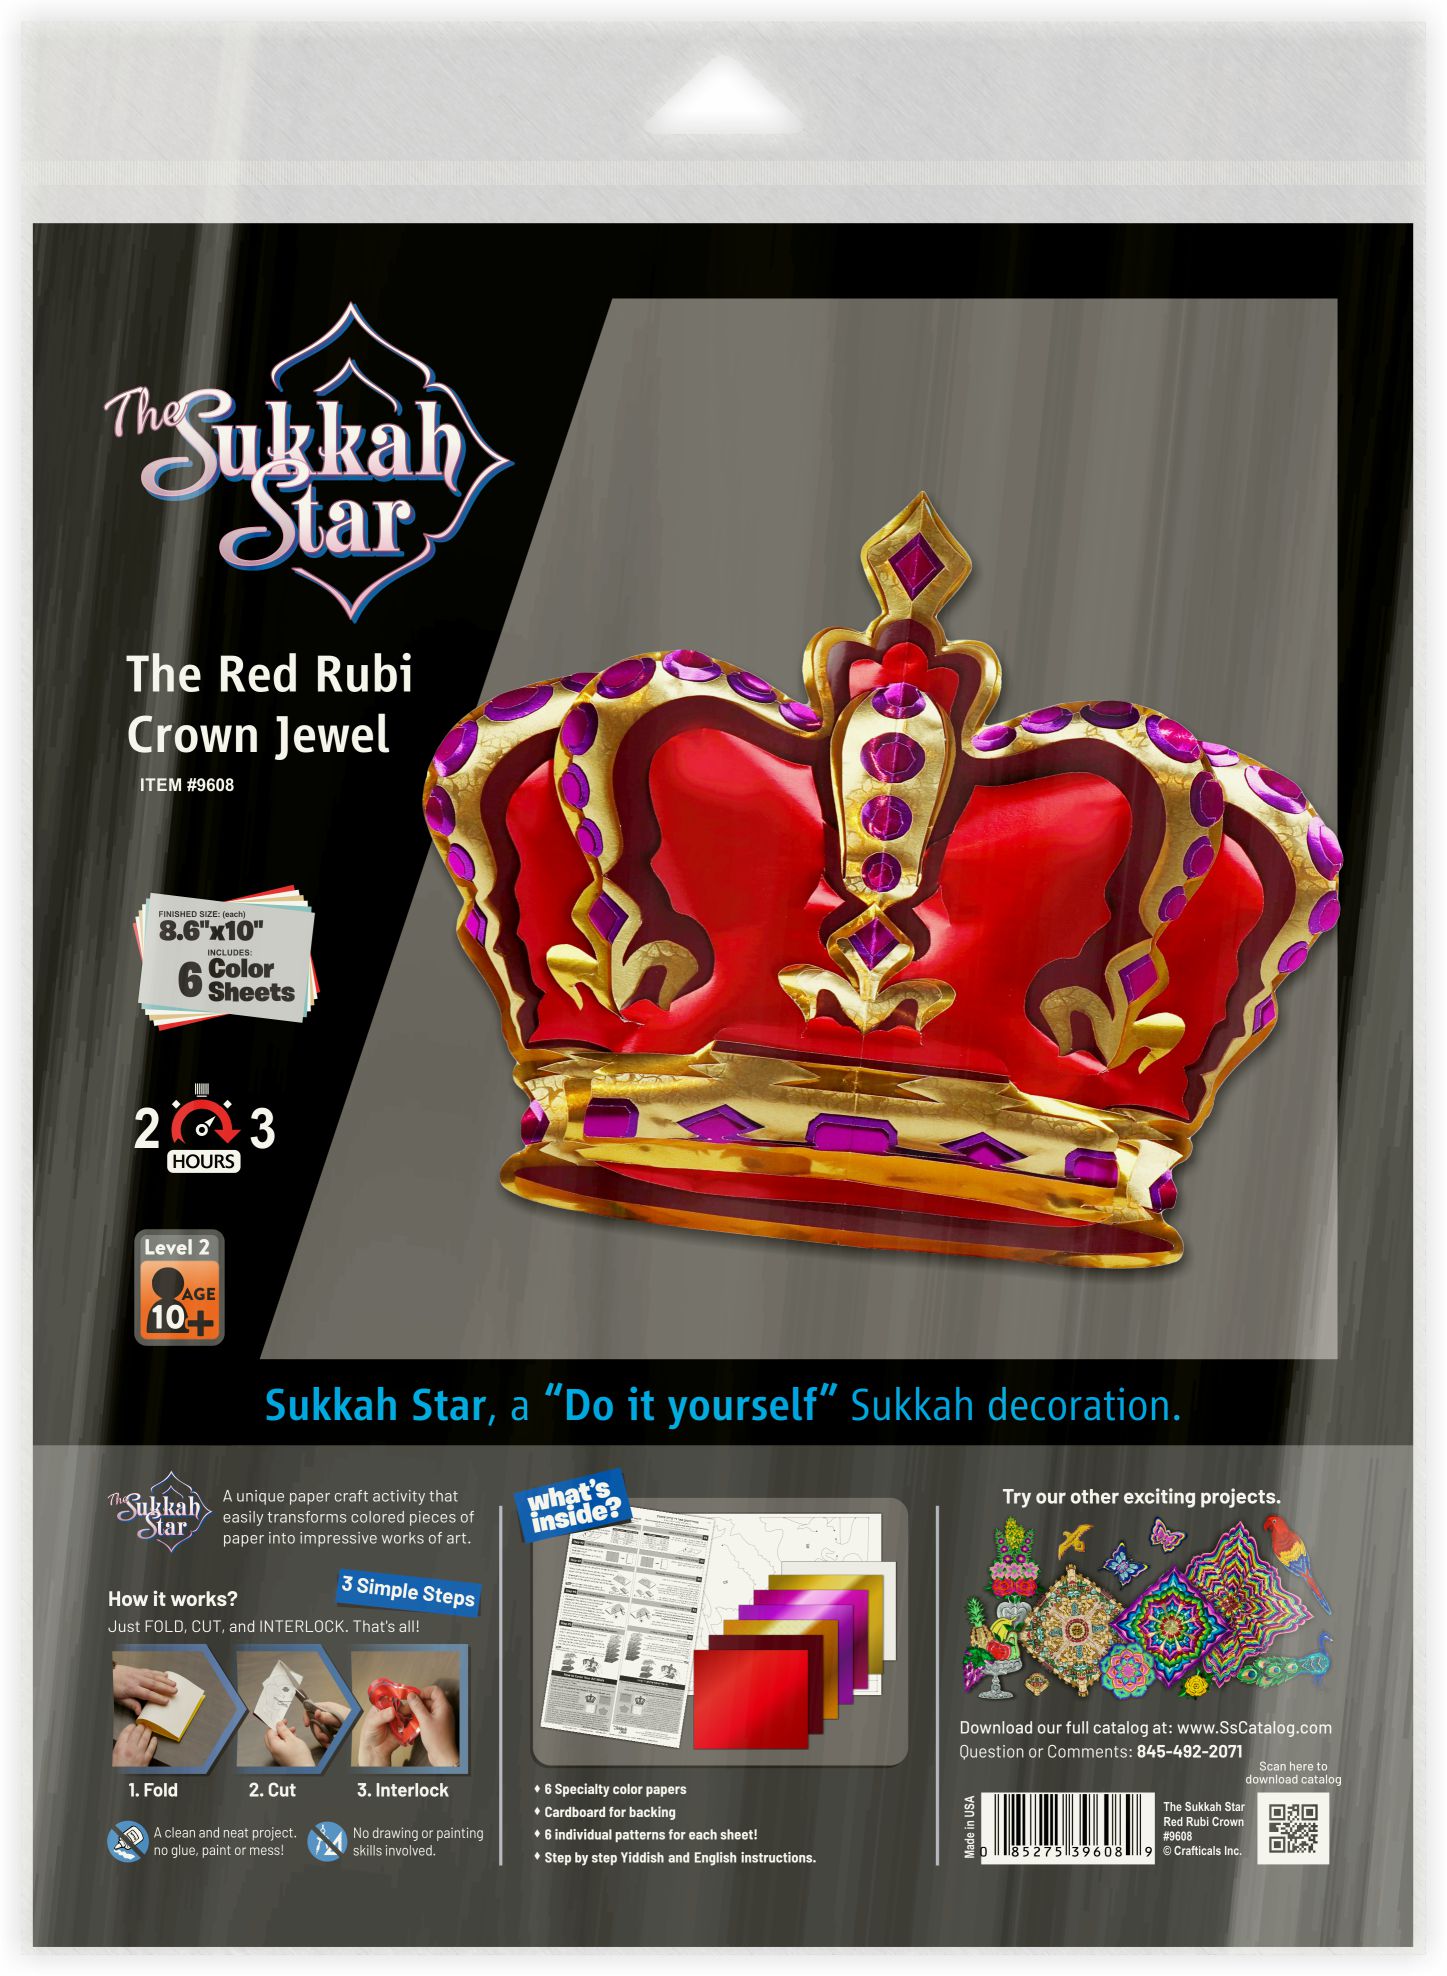 The
Sukkah
Star
The Red Rubi
Crown Jewel
ITEM #9608
FINISHED SIZE: (each)
8.6"x10"
INCLUDES:
6 Color
Sheets
2 3
HOURS
Level 2
AGE
10+
Sukkah Star, a “Do it yourself” Sukkah decoration.
The
Sukkah
Star
A unique paper craft activity that
easily transforms colored pieces of
paper into impressive works of art.
3 Simple Steps
How it works?
Just FOLD, CUT, and INTERLOCK. That's all!
1. Fold
2. Cut
3. Interlock
A clean and neat project.
no glue, paint or mess!
No drawing or painting
skills involved.
what's
inside?
♦ 6 Specialty color papers
♦ Cardboard for backing
♦ 6 individual patterns for each sheet!
♦ Step by step Yiddish and English instructions.
Try our other exciting projects.
Download our full catalog at: www.SsCatalog.com
Question or Comments: 845-492-2071
Scan here to
download catalog
Made in USA
0 85275 39608 9
The Sukkah Star
Red Rubi Crown
#9608
© Crafticals Inc.